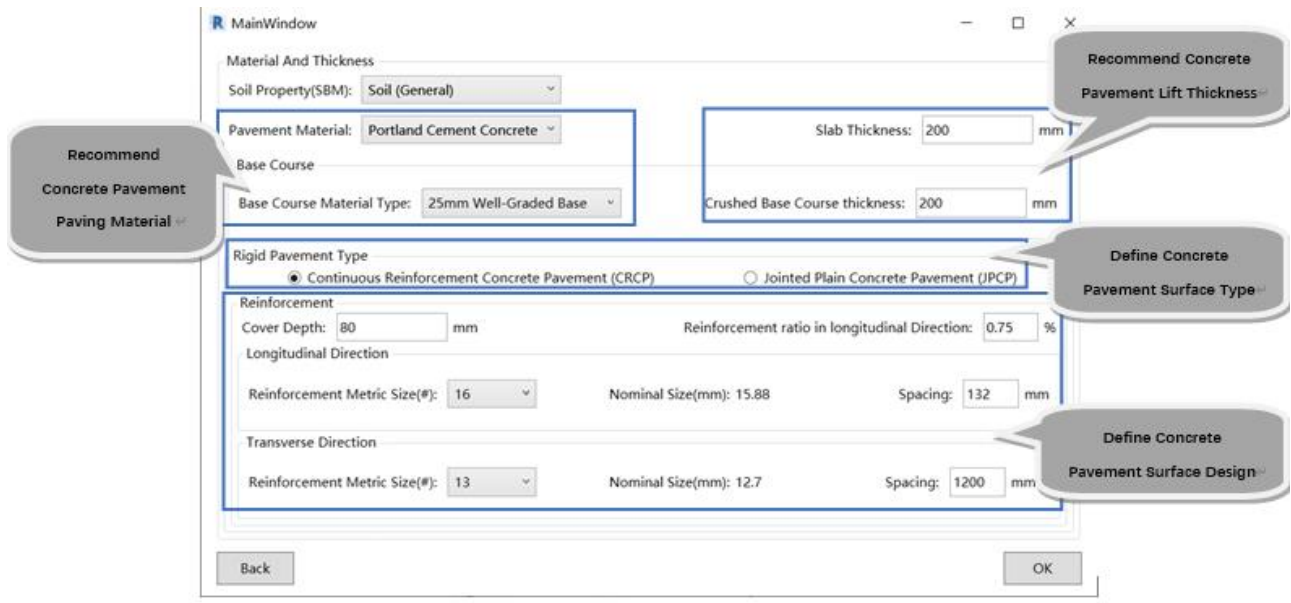 R MainWindow
Material And Thickness
Soil Property(SBM): Soil (General)
Recommend Concrete
Pavement Lift Thickness
Pavement Material: Portland Cement Concrete
Slab Thickness: 200 mm
Base Course
Base Course Material Type: 25mm Well-Graded Base
Crushed Base Course thickness: 200 mm
Recommend
Concrete Pavement
Paving Material
Rigid Pavement Type
Continuous Reinforcement Concrete Pavement (CRCP)
Jointed Plain Concrete Pavement (JPCP)
Define Concrete
Pavement Surface Type
Reinforcement
Cover Depth: 80 mm
Reinforcement ratio in longitudinal Direction: 0.75 %
Longitudinal Direction
Reinforcement Metric Size(#): 16
Nominal Size(mm): 15.88
Spacing: 132 mm
Transverse Direction
Reinforcement Metric Size(#): 13
Nominal Size(mm): 12.7
Spacing: 1200 mm
Define Concrete
Pavement Surface Design
Back
OK